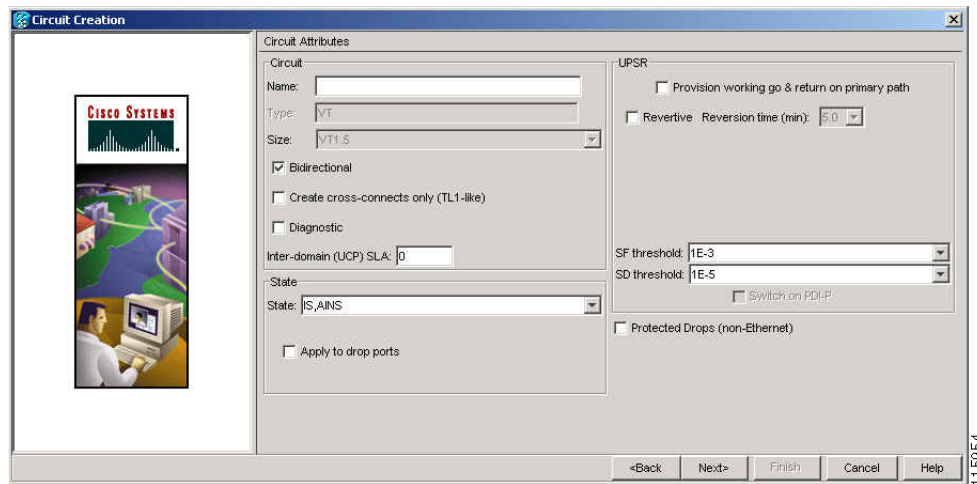 Circuit Creation
CISCO SYSTEMS
Circuit Attributes
Circuit
Name:
Type: VT
Size: VT1.5
Bidirectional
Create cross-connects only (TL1-like)
Diagnostic
Inter-domain (UCP) SLA: 0
State
State: IS,AINS
Apply to drop ports
UPSR
Provision working go & return on primary path
Revertive Reversion time (min): 5.0
SF threshold: 1E-3
SD threshold: 1E-5
Switch on PDI-P
Protected Drops (non-Ethernet)
<Back Next> Finish Cancel Help
115954